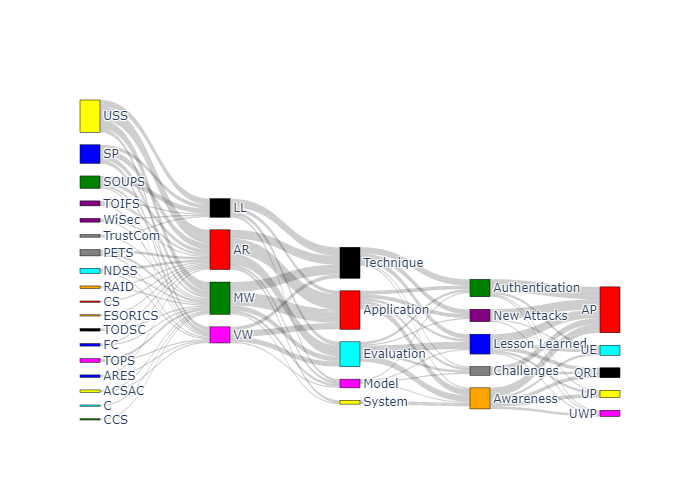 USS
SP
SOUPS
TOIFS
WiSec
TrustCom
PETS
NDSS
RAID
CS
ESORICS
TODSC
FC
TOPS
ARES
ACSAC
C
CCS
LL
AR
MW
VW
Technique
Application
Evaluation
Model
System
Authentication
New Attacks
Lesson Learned
Challenges
Awareness
AP
UE
QRI
UP
UWP